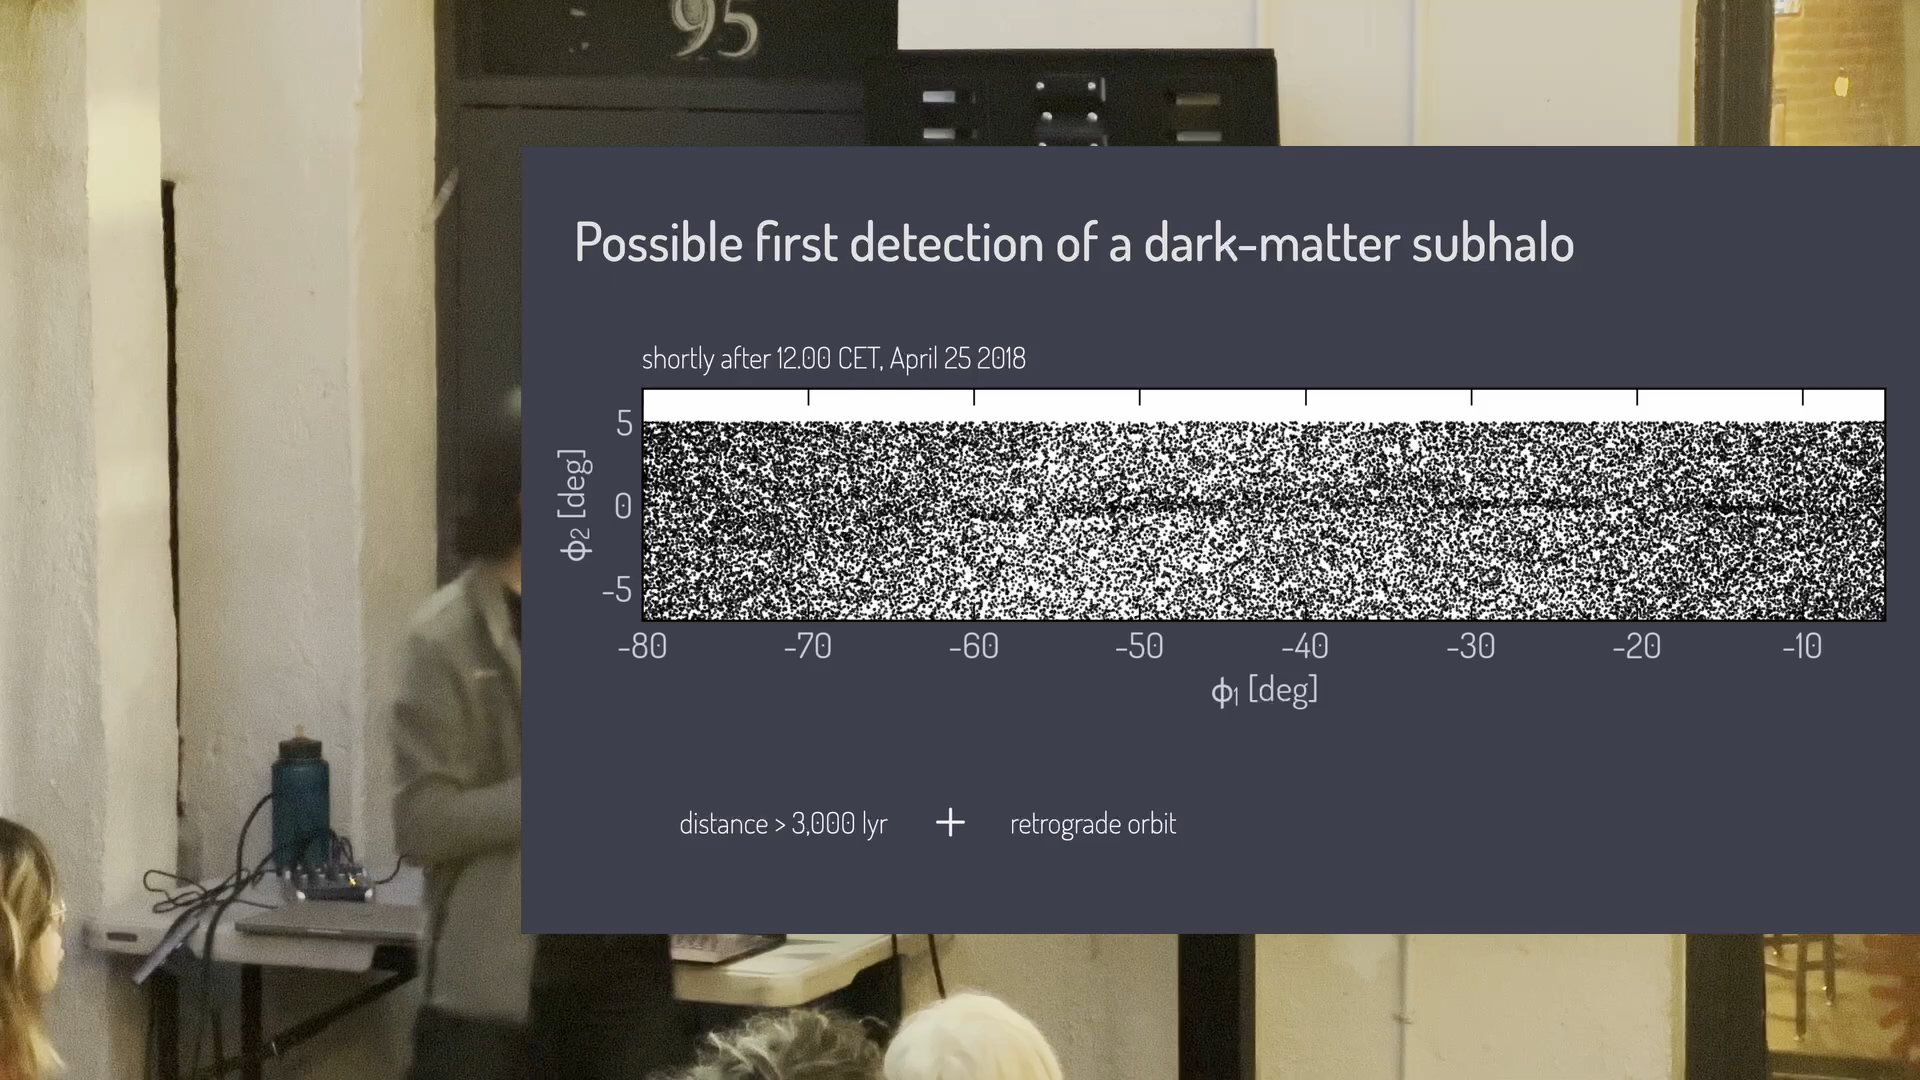 95
Possible first detection of a dark-matter subhalo
shortly after 12.00 CET, April 25 2018
5
0
-5
ϕ2 [deg]
-80 -70 -60 -50 -40 -30 -20 -10
ϕ1 [deg]
distance > 3,000 lyr + retrograde orbit